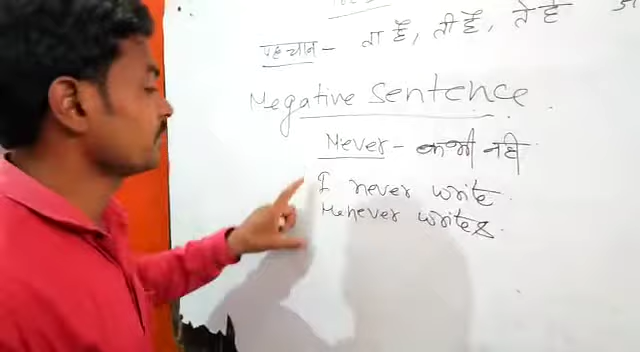 पहचान - ता है, ती है, ते है
Negative Sentence
Never - कभी नही
I never write.
He never writes.